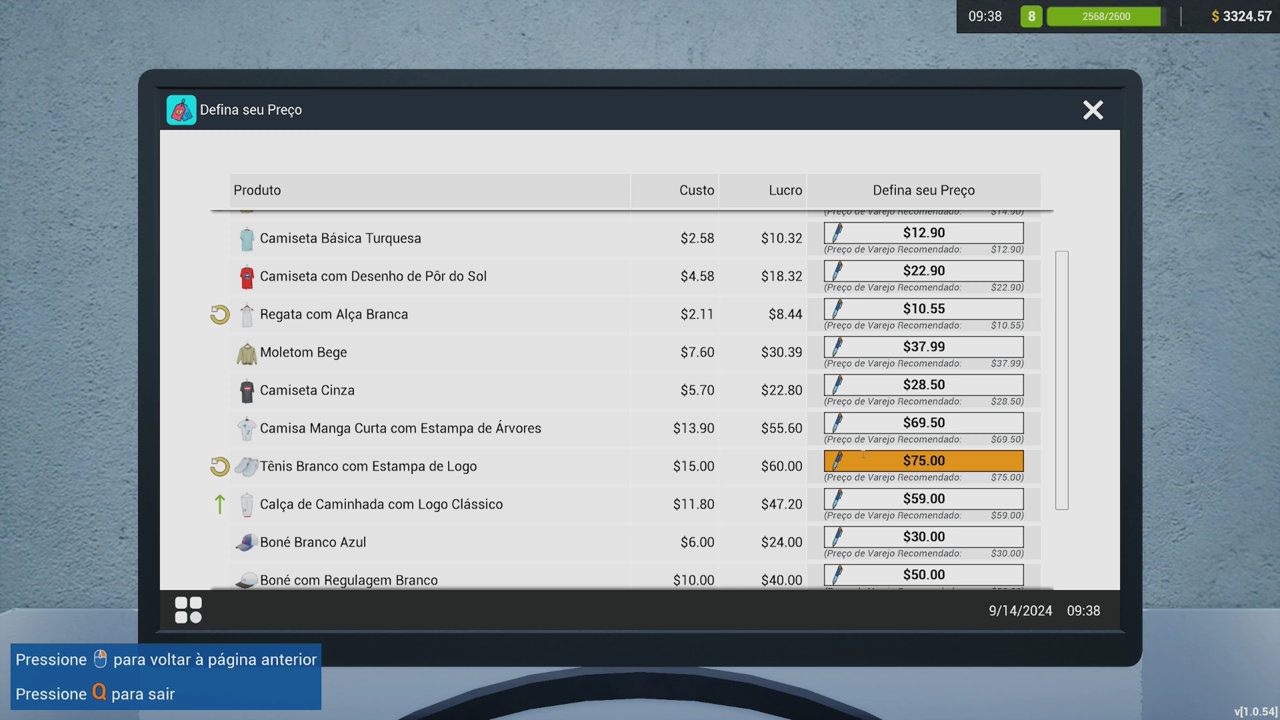 09:38 8 2568/2600 $ 3324.57
Defina seu Preço
Produto Custo Lucro Defina seu Preço
(Preço de Varejo Recomendado: $14.90)
Camiseta Básica Turquesa $2.58 $10.32 $12.90
(Preço de Varejo Recomendado: $12.90)
Camiseta com Desenho de Pôr do Sol $4.58 $18.32 $22.90
(Preço de Varejo Recomendado: $22.90)
Regata com Alça Branca $2.11 $8.44 $10.55
(Preço de Varejo Recomendado: $10.55)
Moletom Bege $7.60 $30.39 $37.99
(Preço de Varejo Recomendado: $37.99)
Camiseta Cinza $5.70 $22.80 $28.50
(Preço de Varejo Recomendado: $28.50)
Camisa Manga Curta com Estampa de Árvores $13.90 $55.60 $69.50
(Preço de Varejo Recomendado: $69.50)
Tênis Branco com Estampa de Logo $15.00 $60.00 $75.00
(Preço de Varejo Recomendado: $75.00)
Calça de Caminhada com Logo Clássico $11.80 $47.20 $59.00
(Preço de Varejo Recomendado: $59.00)
Boné Branco Azul $6.00 $24.00 $30.00
(Preço de Varejo Recomendado: $30.00)
Boné com Regulagem Branco $10.00 $40.00 $50.00
9/14/2024 09:38
Pressione para voltar à página anterior
Pressione Q para sair
v[1.0.54]